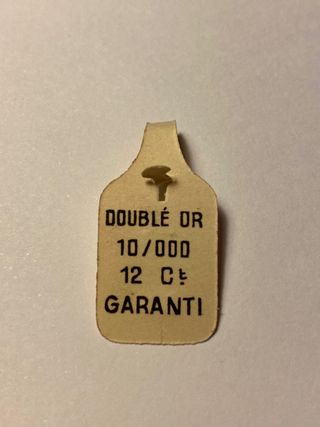 DOUBLÉ OR
10/000
12 Ct
GARANTI